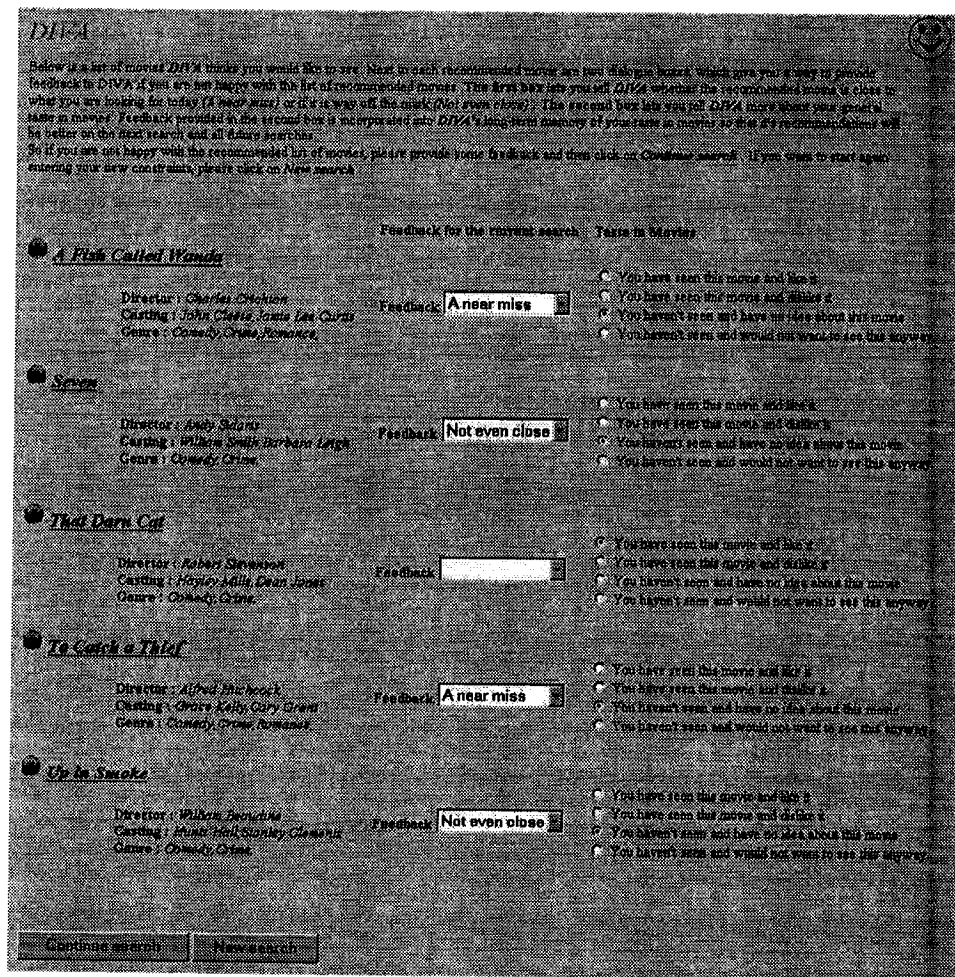 DIVA
Below is a list of movies DIVA thinks you would like to see. Next to each recommended movie are two dialogue boxes, which give you a way to provide
feedback to DIVA if you are not happy with the list of recommended movies. The first box lets you tell DIVA whether the recommended movie is close to
what you are looking for today (A near miss) or if it is way off the mark (Not even close). The second box lets you tell DIVA more about your general
taste in movies. Feedback provided in the second box is incorporated into DIVA's long-term memory of your taste in movies so that it's recommendations will
be better on the next search and all future searches.
So if you are not happy with the recommended list of movies, please provide some feedback and then click on Continue search. If you want to start again
entering your new constraints, please click on New search
Feedback for the current search Taste in Movies
A Fish Called Wanda
You have seen this movie and like it
Director : Charles Crichton
Feedback A near miss
You have seen this movie and dislike it
Casting : John Cleese, Jamie Lee Curtis
You haven't seen and have no idea about this movie
Genre : Comedy, Crime, Romance,
You haven't seen and would not want to see this anyway
Seven
You have seen this movie and like it
Director : Andy Sidaris
Feedback Not even close
You have seen this movie and dislike it
Casting : William Smith Barbara Leigh
You haven't seen and have no idea about this movie
Genre : Comedy, Crime,
You haven't seen and would not want to see this anyway
That Darn Cat
You have seen this movie and like it
Director : Robert Stevenson
Feedback
You have seen this movie and dislike it
Casting : Hayley Mills, Dean Jones
You haven't seen and have no idea about this movie
Genre : Comedy, Crime,
You haven't seen and would not want to see this anyway
To Catch a Thief
You have seen this movie and like it
Director : Alfred Hitchcock
Feedback A near miss
You have seen this movie and dislike it
Casting : Grace Kelly, Cary Grant
You haven't seen and have no idea about this movie
Genre : Comedy, Crime, Romance,
You haven't seen and would not want to see this anyway
Up in Smoke
You have seen this movie and like it
Director : William Beaudine
Feedback Not even close
You have seen this movie and dislike it
Casting : Huntz Hall, Stanley Clements
You haven't seen and have no idea about this movie
Genre : Comedy, Crime,
You haven't seen and would not want to see this anyway
Continue search New search